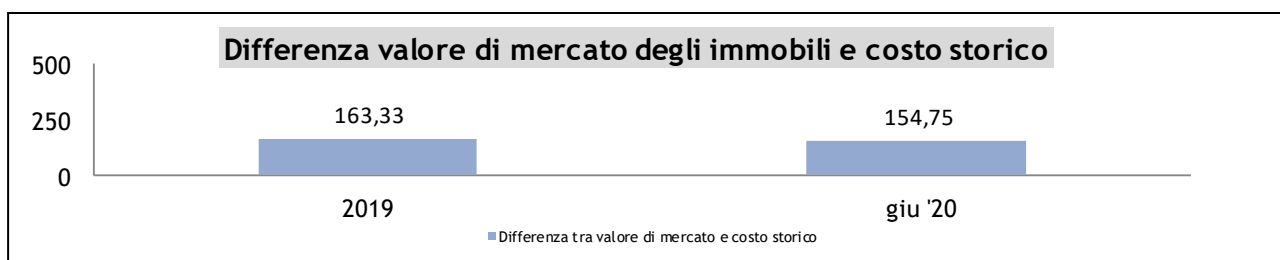 Differenza valore di mercato degli immobili e costo storico
500
250
0
163,33
154,75
2019
giu '20
Differenza tra valore di mercato e costo storico